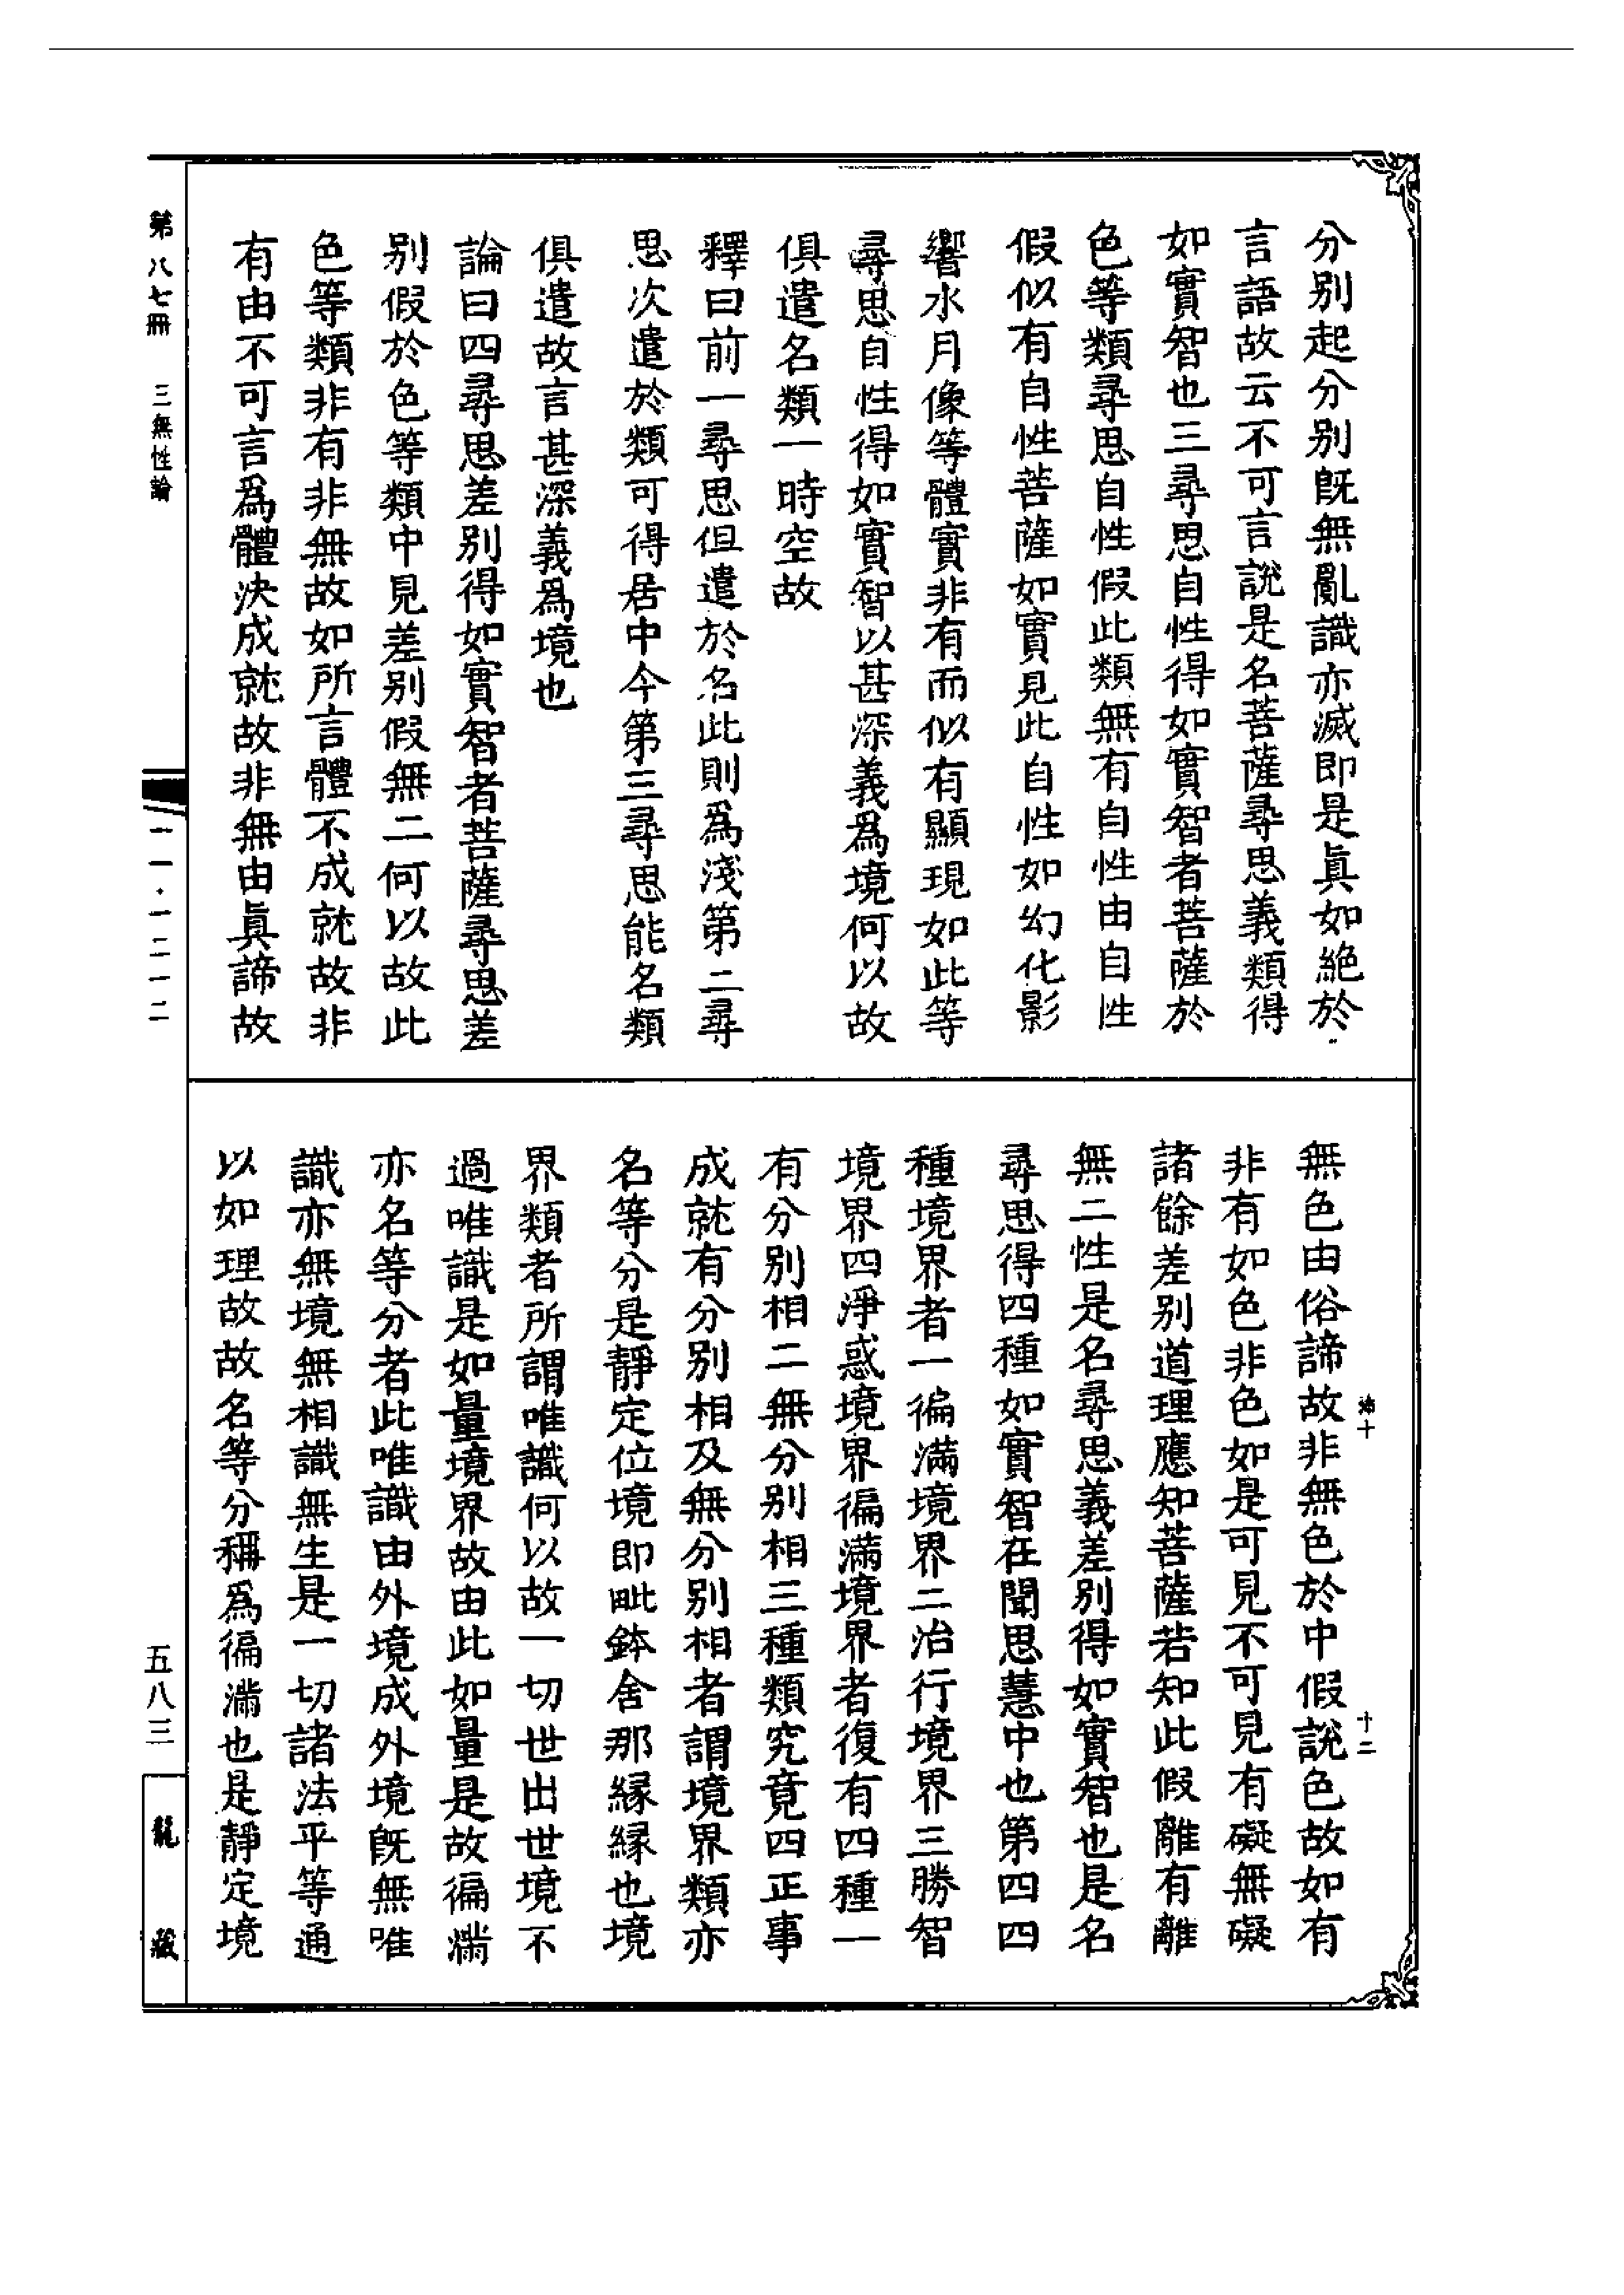 分别起分别旣無亂識亦滅即是眞如絶於
言語故云不可言說是名菩薩尋思義類得
如實智也三尋思自性得如實智者菩薩於
色等類尋思自性假此類無有自性由自性
假似有自性菩薩如實見此自性如幻化影
響水月像等體實非有而似有顯現如此等
尋思自性得如實智以甚深義爲境何以故
俱遣名類一時空故
釋曰前一尋思但遣於名此則爲淺第二尋
思次遣於類可得居中今第三尋思能名類
俱遣故言甚深義爲境也
論曰四尋思差别得如實智者菩薩尋思差
别假於色等類中見差别假無二何以故此
色等類非有非無故如所言體不成就故非
有由不可言爲體決成就故非無由眞諦故
無色由俗諦故非無色於中假說色故如有
非有如色非色如是可見不可見有礙無礙
諸餘差别道理應知菩薩若知此假離有離
無二性是名尋思義差别得如實智也是名
尋思得四種如實智在聞思慧中也第四四
種境界者一徧滿境界二治行境界三勝智
境界四淨惑境界徧滿境界者復有四種一
有分别相二無分别相三種類究竟四正事
成就有分别相及無分别相者謂境界類亦
名等分是靜定位境即毗鉢舍那縁縁也境
界類者所謂唯識何以故一切世出世境不
過唯識是如量境界故由此如量是故徧滿
亦名等分者此唯識由外境成外境旣無唯
識亦無境無相識無生是一切諸法平等通
以如理故故名等分稱爲徧滿也是靜定境
十
十二
第八七冊
三無性論
一一·一二一二
五八三
龍藏